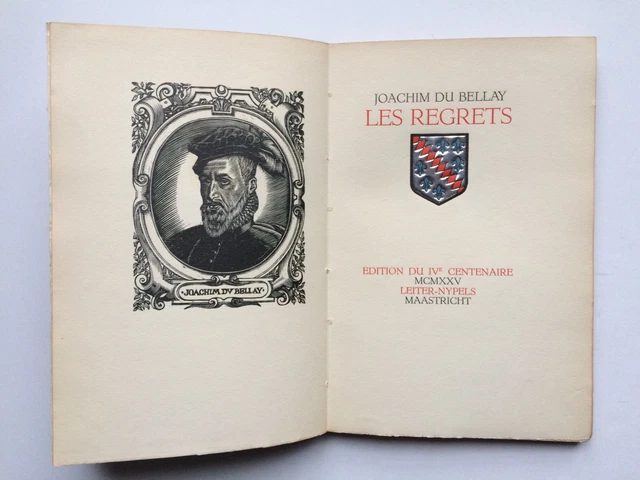 ·JOACHIM DV BELLAY·
JOACHIM DU BELLAY
LES REGRETS
EDITION DU IVᴱ CENTENAIRE
MCMXXV
LEITER-NYPELS
MAASTRICHT